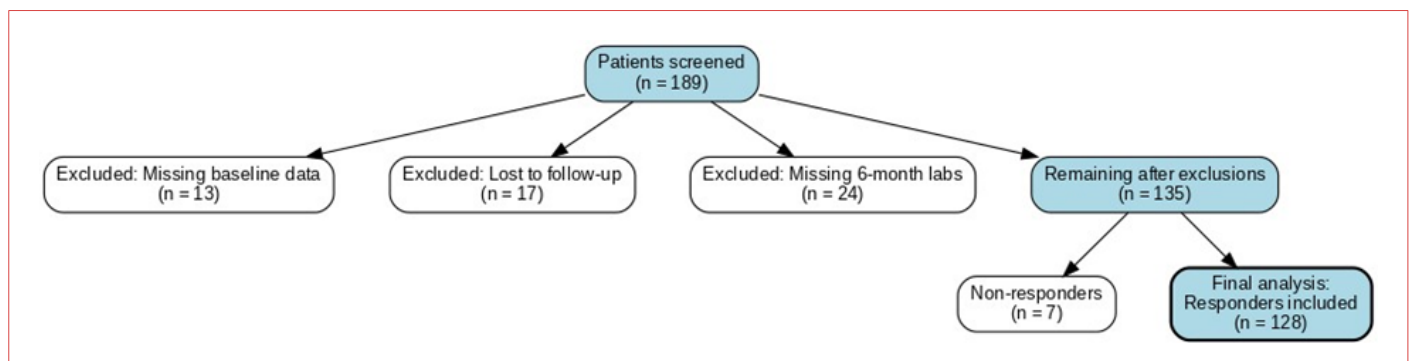 Patients screened
(n = 189)
Excluded: Missing baseline data
(n = 13)
Excluded: Lost to follow-up
(n = 17)
Excluded: Missing 6-month labs
(n = 24)
Remaining after exclusions
(n = 135)
Non-responders
(n = 7)
Final analysis:
Responders included
(n = 128)